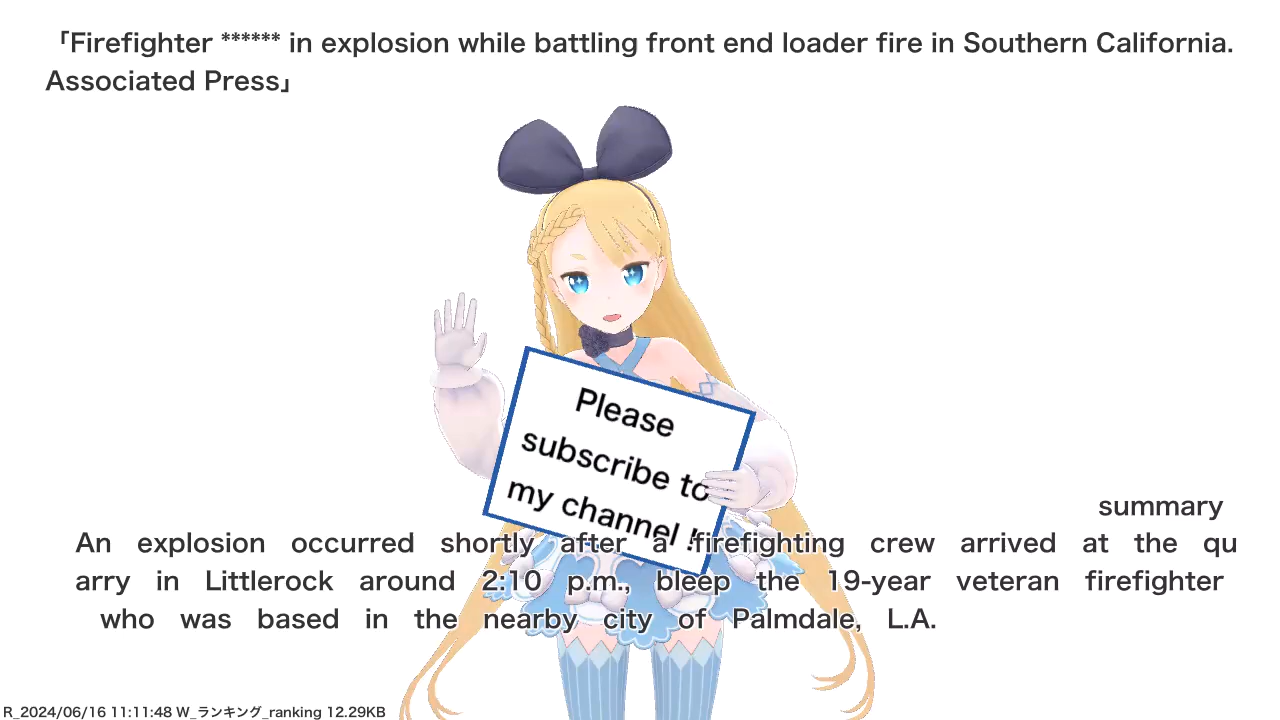 「Firefighter ****** in explosion while battling front end loader fire in Southern California.
Associated Press」
Please
subscribe to
my channel !
summary
An explosion occurred shortly after a firefighting crew arrived at the qu
arry in Littlerock around 2:10 p.m., bleep the 19-year veteran firefighter
who was based in the nearby city of Palmdale, L.A.
R_2024/06/16 11:11:48 W_ランキング_ranking 12.29KB